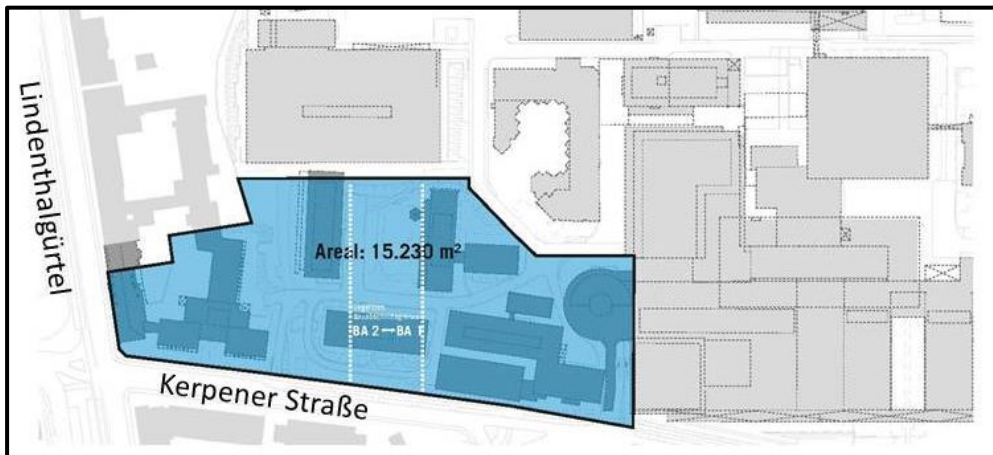 Lindenthalgürtel
Areal: 15.230 m²
BA 2↔BA 1
Kerpener Straße